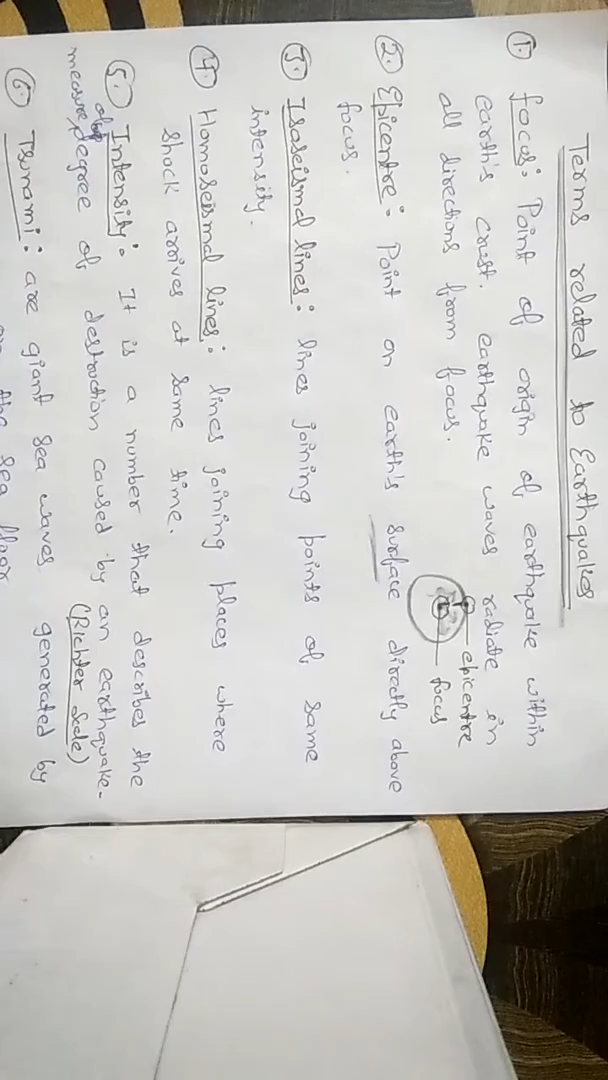 Terms related to Earthquakes
1. focus: Point of origin of earthquake within
earth's crest. earthquake waves radiate in
all directions from focus.
epicentre
focus
2. Epicentre: Point on earth's surface directly above
focus.
3. Isoseismal lines: lines joining points of same
intensity.
4. Homoseismal lines: lines joining places where
shock arrives at same time.
5. Intensity: It is a number that describes the
measure degree of destruction caused by an earthquake.
(Richter Scale)
6. Tsunami: are giant sea waves generated by
the sea floor